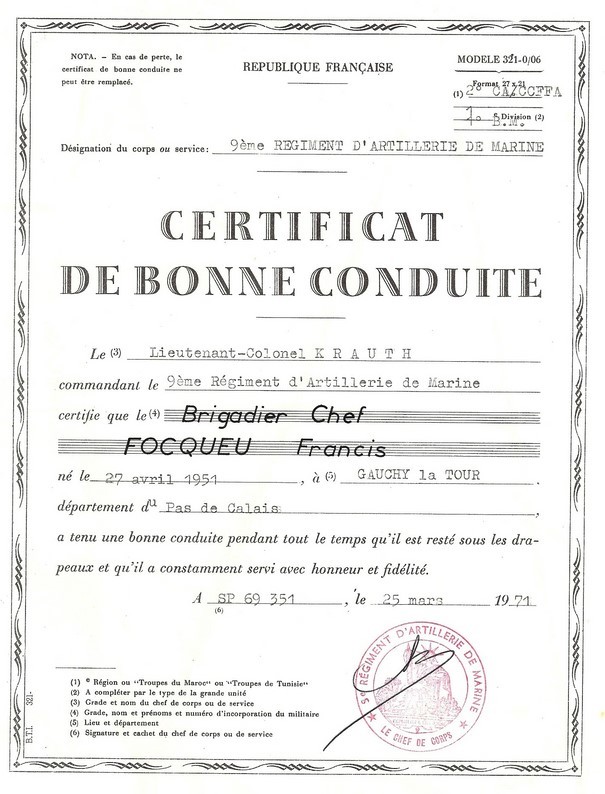 NOTA. – En cas de perte, le
certificat de bonne conduite ne
peut être remplacé.
REPUBLIQUE FRANÇAISE
MODELE 321-0/06
Format 27 x 21
(1) 2° CA/CCFFA
1° B.M. e Division (2)
Désignation du corps ou service: 9ème REGIMENT D'ARTILLERIE DE MARINE
CERTIFICAT
DE BONNE CONDUITE
Le (3) Lieutenant-Colonel K R A U T H
commandant le 9ème Régiment d'Artillerie de Marine
certifie que le (4) Brigadier Chef
FOCQUEU Francis
né le 27 avril 1951, à (5) GAUCHY la TOUR.
département du Pas de Calais,
a tenu une bonne conduite pendant tout le temps qu'il est resté sous les dra-
peaux et qu'il a constamment servi avec honneur et fidélité.
A SP 69 351, le 25 mars 1971
(6)
(1) e Région ou "Troupes du Maroc" ou "Troupes de Tunisie"
(2) A compléter par le type de la grande unité
(3) Grade et nom du chef de corps ou de service
(4) Grade, nom et prénoms et numéro d'incorporation du militaire
(5) Lieu et département
(6) Signature et cachet du chef de corps ou de service
RÉGIMENT D'ARTILLERIE DE MARINE
LE CHEF DE CORPS
B.T.I. 321-